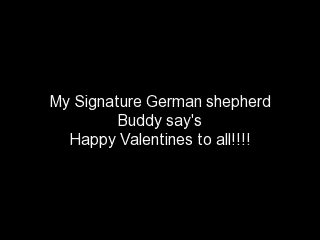 My Signature German shepherd
Buddy say's
Happy Valentines to all!!!!